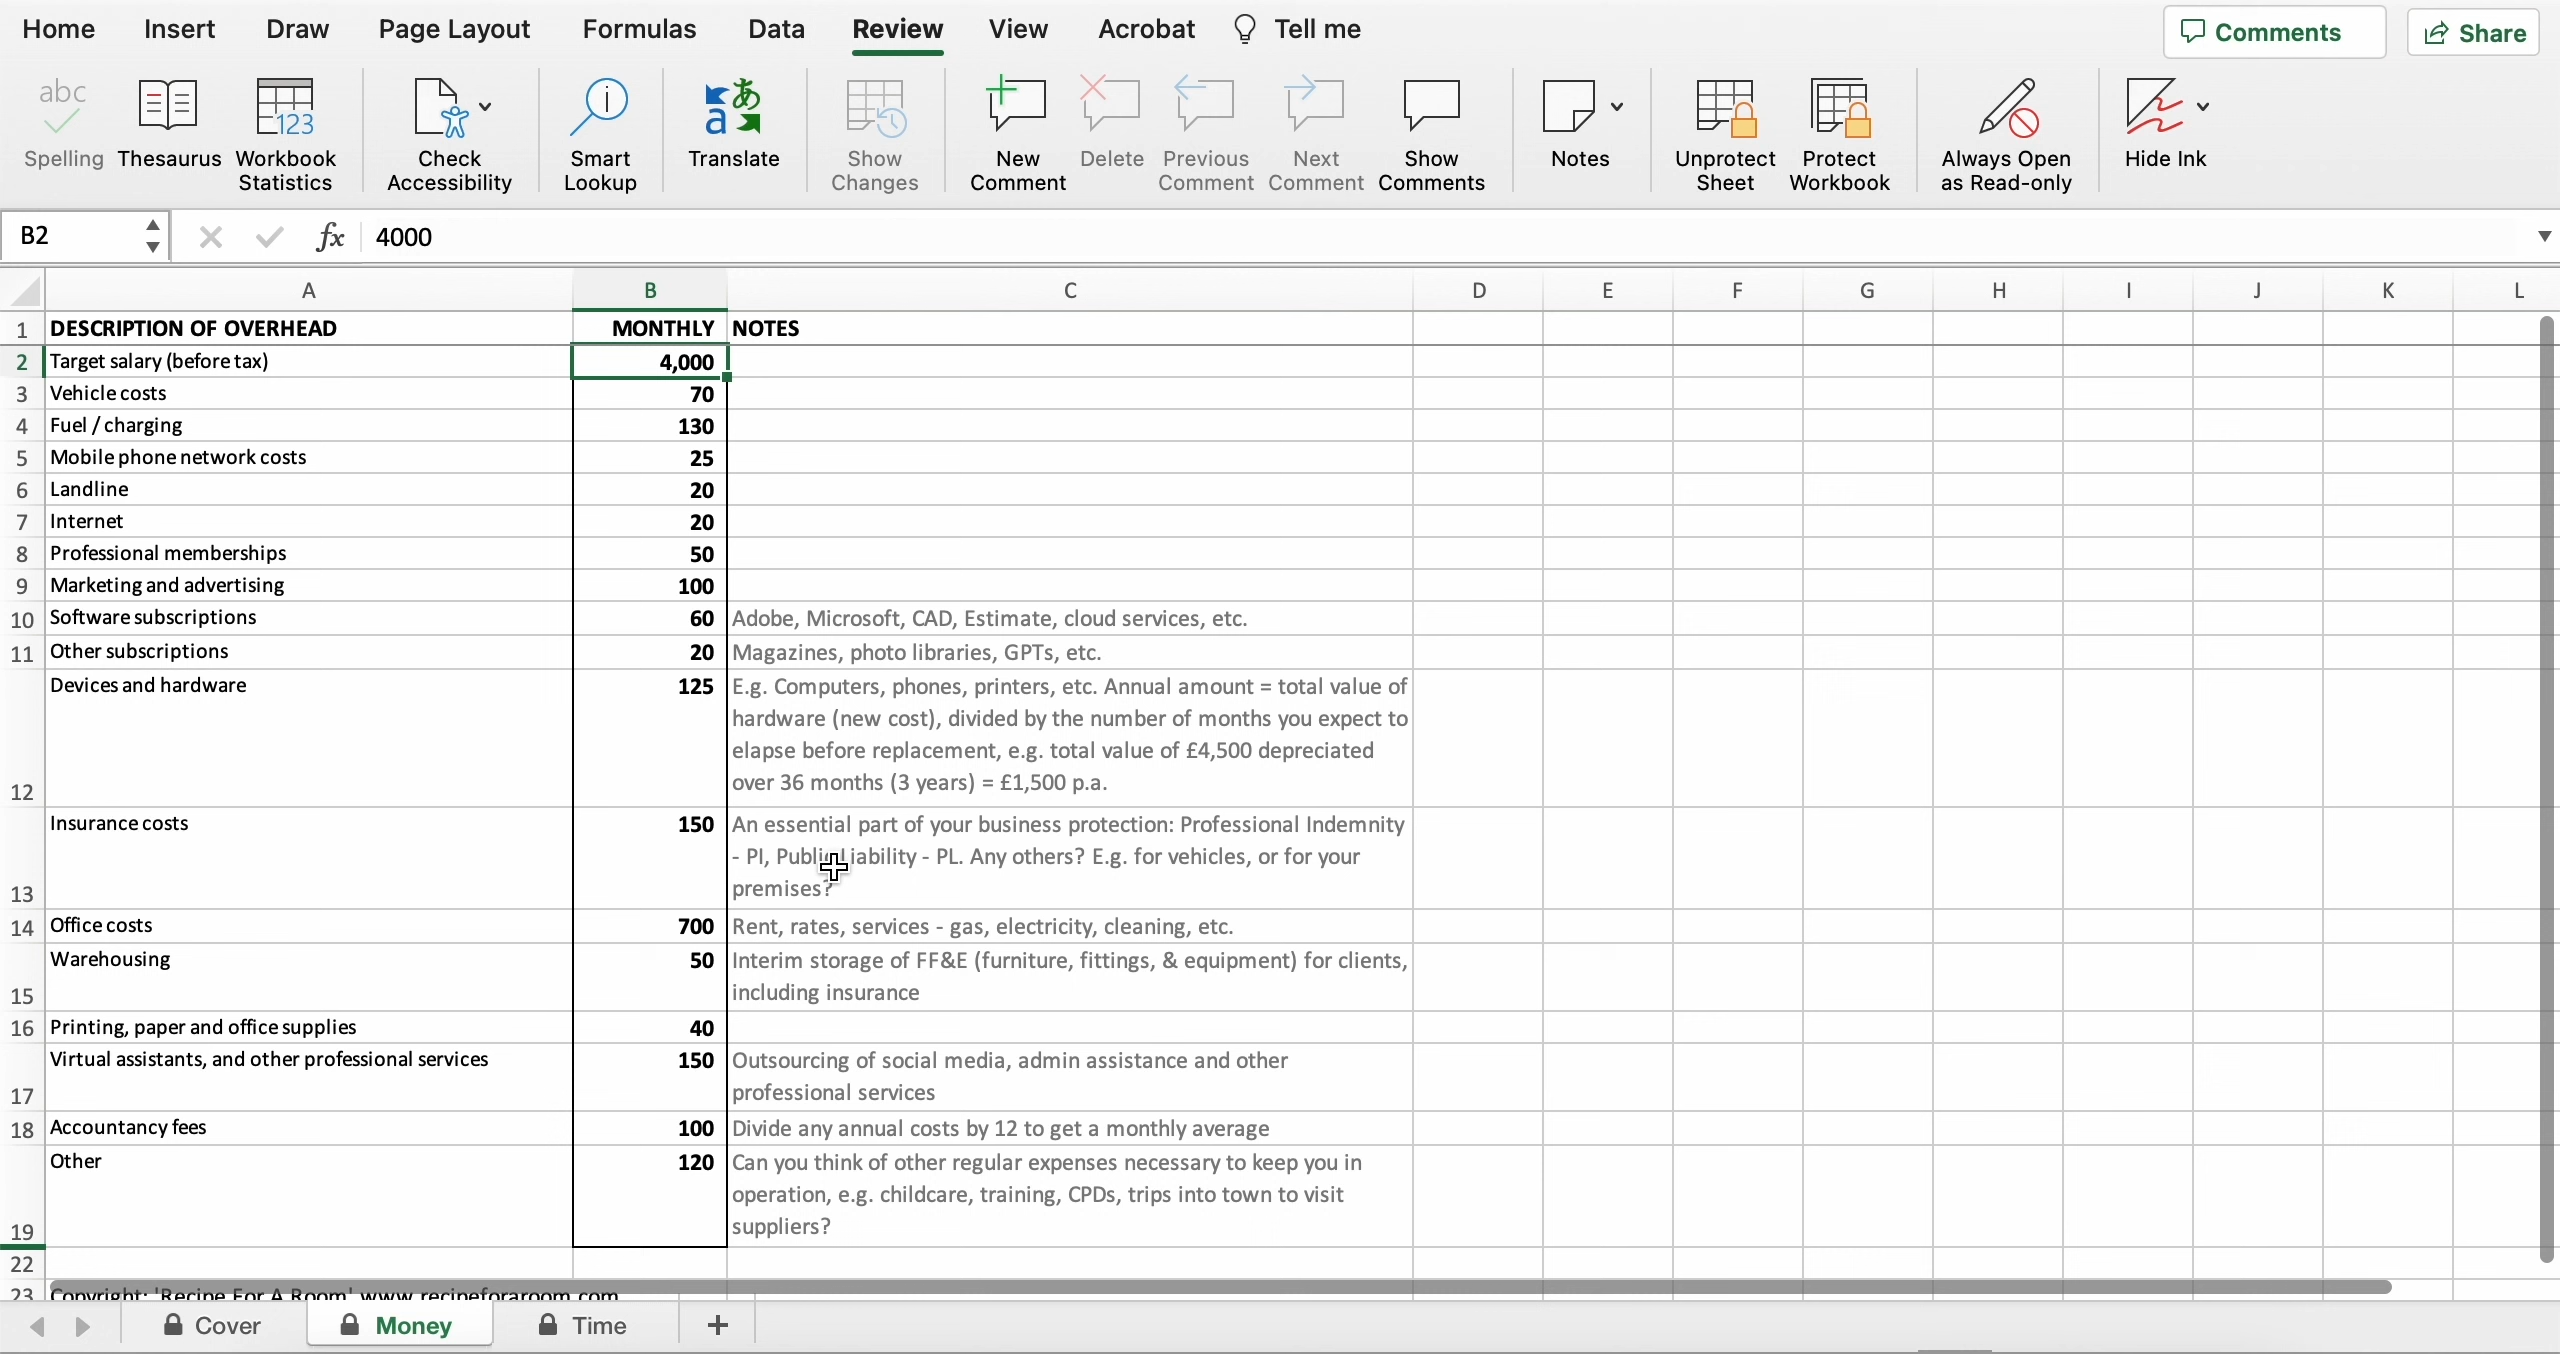 Home Insert Draw Page Layout Formulas Data Review View Acrobat Tell me Comments Share
abc
Spelling Thesaurus Workbook Statistics Check Accessibility Smart Lookup Translate Show Changes New Comment Delete Previous Comment Next Comment Show Comments Notes Unprotect Sheet Protect Workbook Always Open as Read-only Hide Ink
B2 fx 4000
A B C D E F G H I J K L
1 DESCRIPTION OF OVERHEAD MONTHLY NOTES
2 Target salary (before tax) 4,000
3 Vehicle costs 70
4 Fuel / charging 130
5 Mobile phone network costs 25
6 Landline 20
7 Internet 20
8 Professional memberships 50
9 Marketing and advertising 100
10 Software subscriptions 60 Adobe, Microsoft, CAD, Estimate, cloud services, etc.
11 Other subscriptions 20 Magazines, photo libraries, GPTs, etc.
Devices and hardware 125 E.g. Computers, phones, printers, etc. Annual amount = total value of
hardware (new cost), divided by the number of months you expect to
elapse before replacement, e.g. total value of £4,500 depreciated
12 over 36 months (3 years) = £1,500 p.a.
Insurance costs 150 An essential part of your business protection: Professional Indemnity
- PI, Public Liability - PL. Any others? E.g. for vehicles, or for your
13 premises?
14 Office costs 700 Rent, rates, services - gas, electricity, cleaning, etc.
Warehousing 50 Interim storage of FF&E (furniture, fittings, & equipment) for clients,
15 including insurance
16 Printing, paper and office supplies 40
Virtual assistants, and other professional services 150 Outsourcing of social media, admin assistance and other
17 professional services
18 Accountancy fees 100 Divide any annual costs by 12 to get a monthly average
Other 120 Can you think of other regular expenses necessary to keep you in
operation, e.g. childcare, training, CPDs, trips into town to visit
19 suppliers?
22
23 Copyright: 'Recipe For A Room' www.recipeforaroom.com
Cover Money Time +